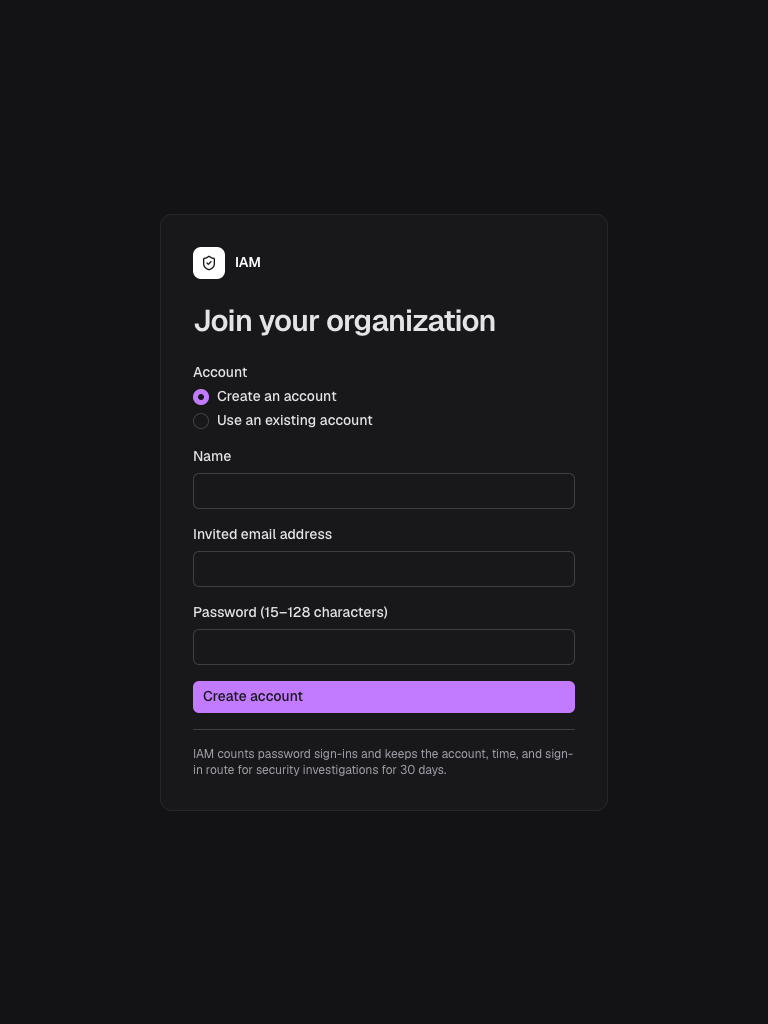 IAM
Join your organization
Account
Create an account
Use an existing account
Name
Invited email address
Password (15–128 characters)
Create account
IAM counts password sign-ins and keeps the account, time, and sign-
in route for security investigations for 30 days.